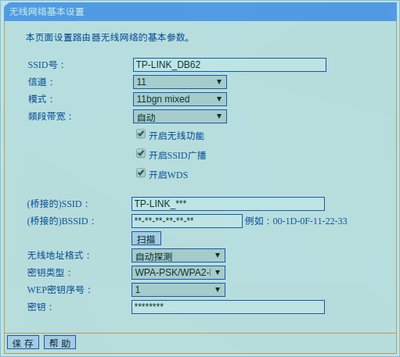 无线网络基本设置
本页面设置路由器无线网络的基本参数。
SSID号： TP-LINK_DB62
信道： 11
模式： 11bgn mixed
频段带宽： 自动
开启无线功能
开启SSID广播
开启WDS
(桥接的)SSID： TP-LINK_***
(桥接的)BSSID： **-**-**-**-**-** 例如：00-1D-0F-11-22-33
扫描
无线地址格式： 自动探测
密钥类型： WPA-PSK/WPA2-
WEP密钥序号： 1
密钥： ********
保存 帮助